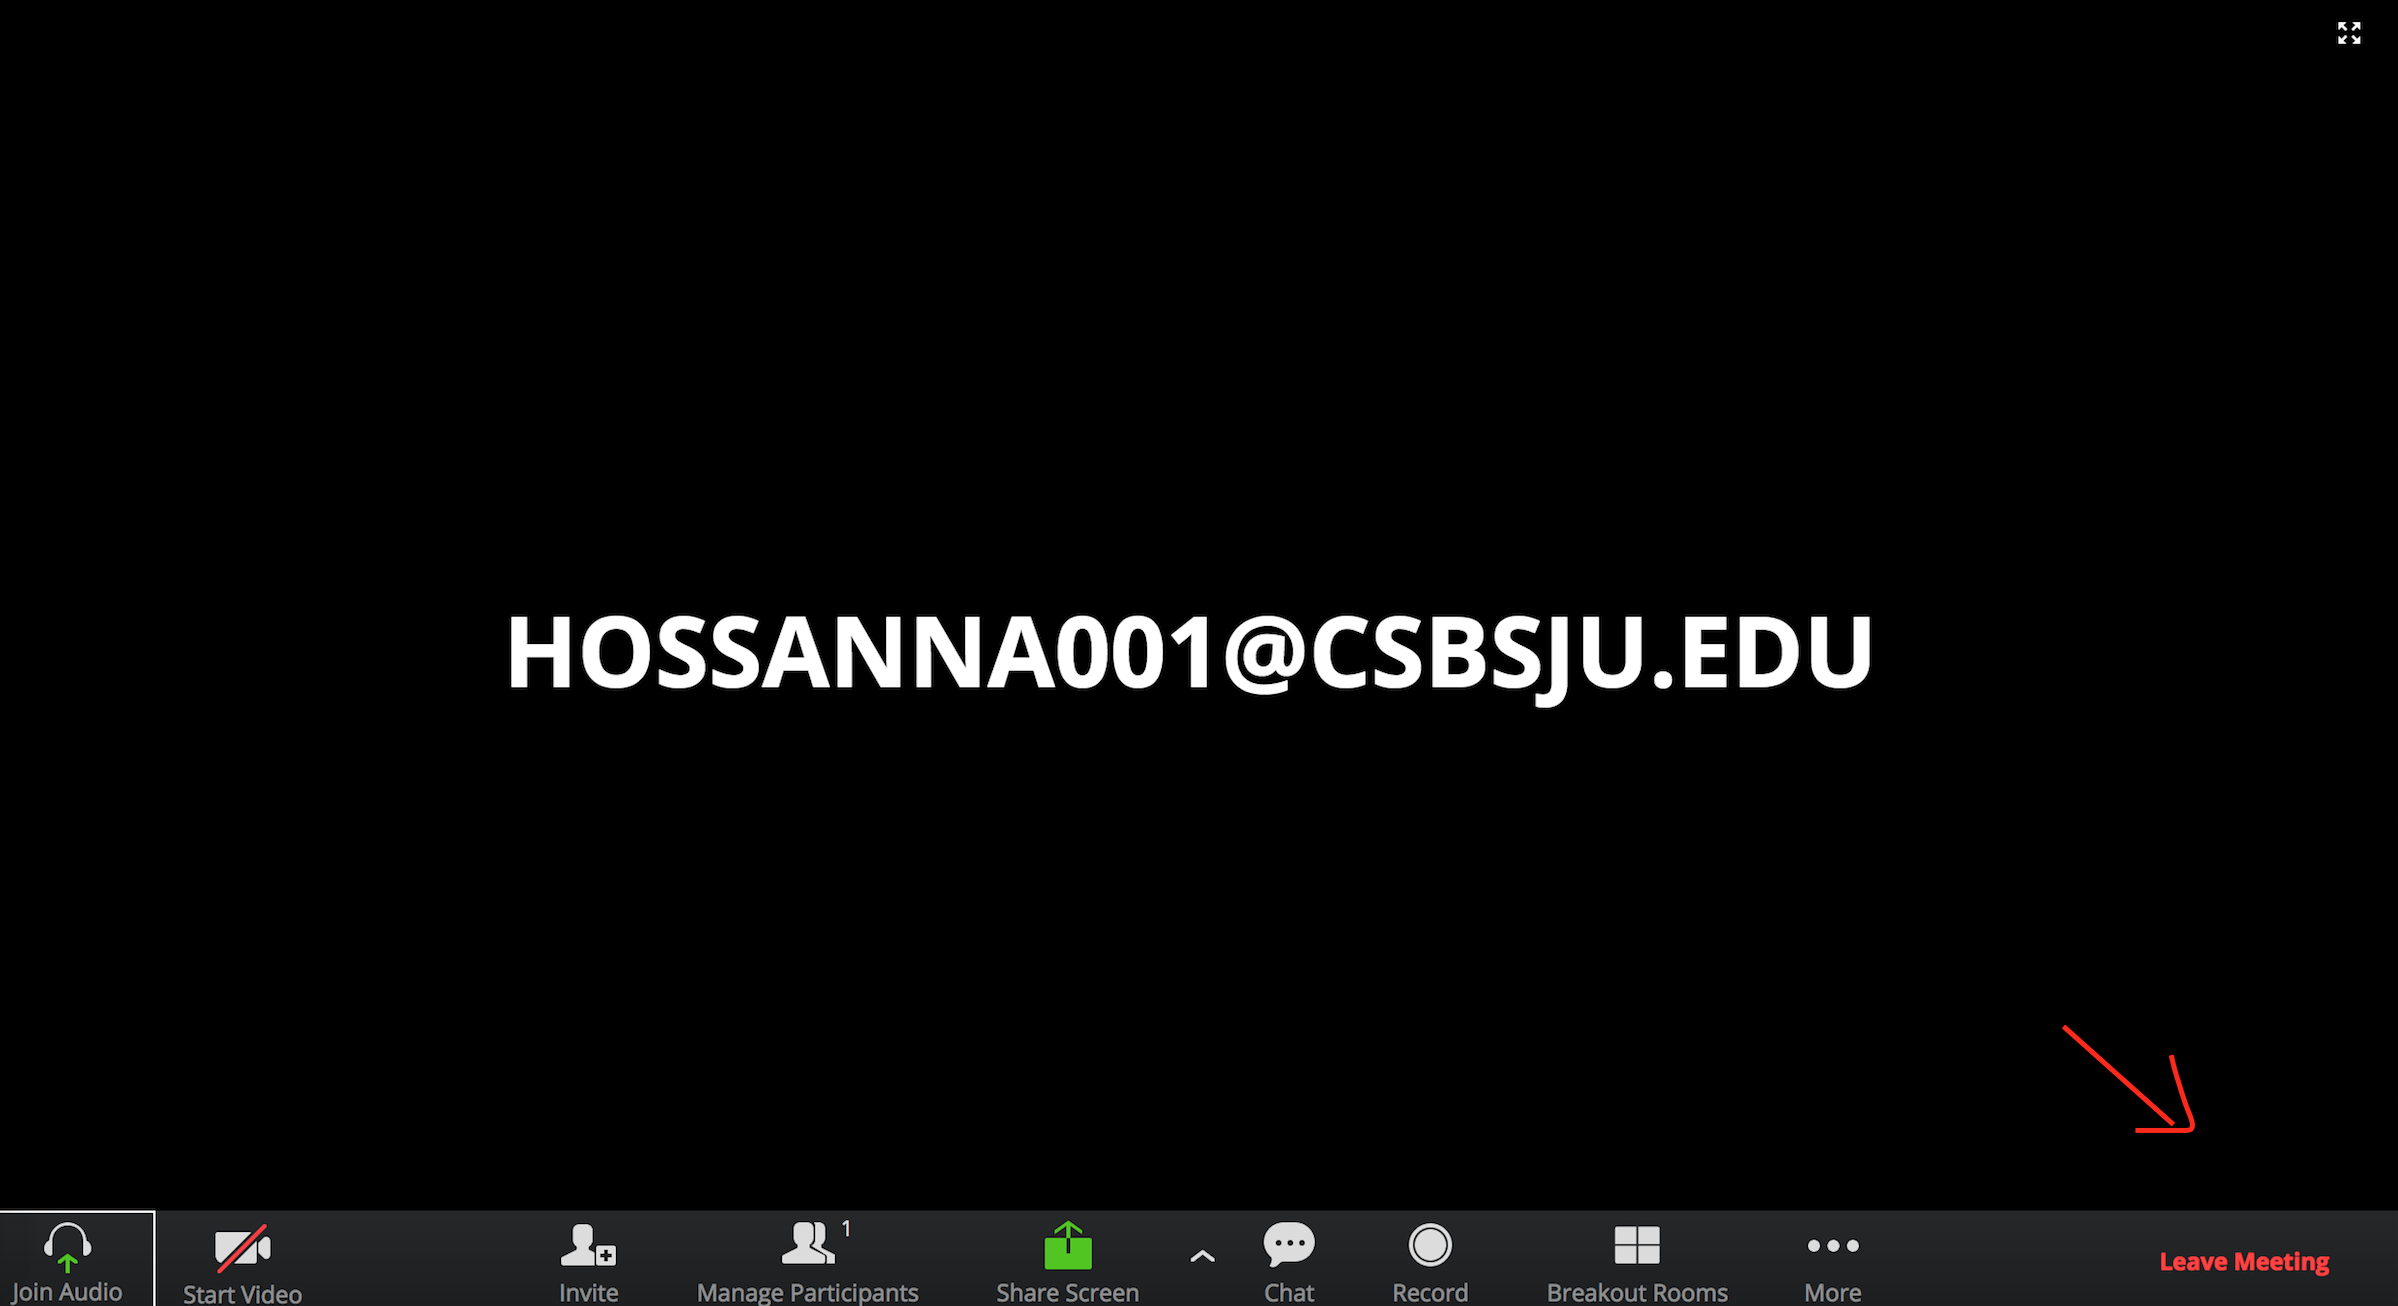 HOSSANNA001@CSBSJU.EDU
1
Join Audio
Start Video
Invite
Manage Participants
Share Screen
Chat
Record
Breakout Rooms
More
Leave Meeting